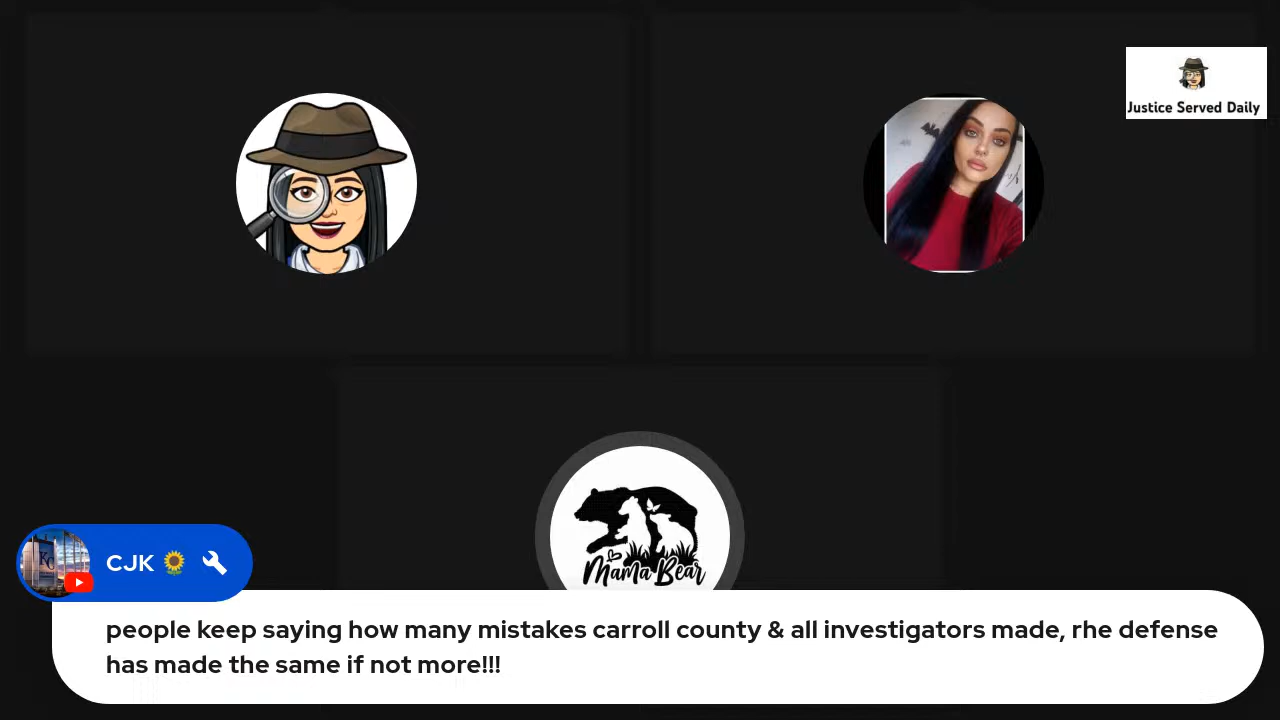 Justice Served Daily
Mama Bear
KC
CJK 🌻
people keep saying how many mistakes carroll county & all investigators made, rhe defense
has made the same if not more!!!